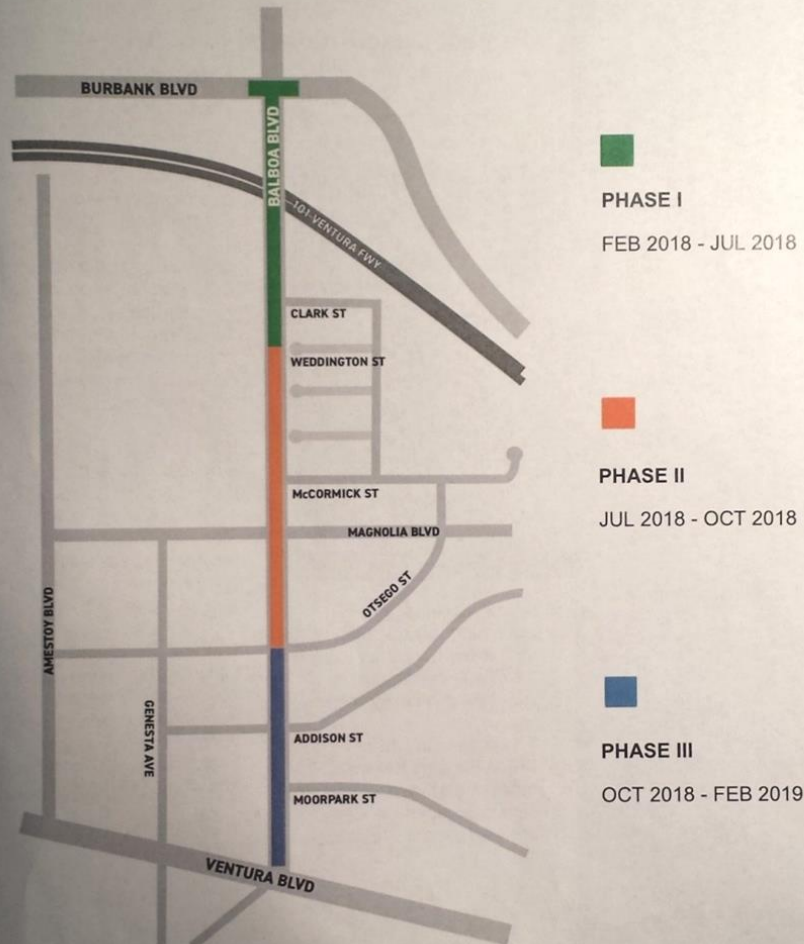 BURBANK BLVD
BALBOA BLVD
101 VENTURA FWY
CLARK ST
WEDDINGTON ST
McCORMICK ST
MAGNOLIA BLVD
OTSEGO ST
AMESTOY BLVD
GENESTA AVE
ADDISON ST
MOORPARK ST
VENTURA BLVD
PHASE I
FEB 2018 - JUL 2018
PHASE II
JUL 2018 - OCT 2018
PHASE III
OCT 2018 - FEB 2019